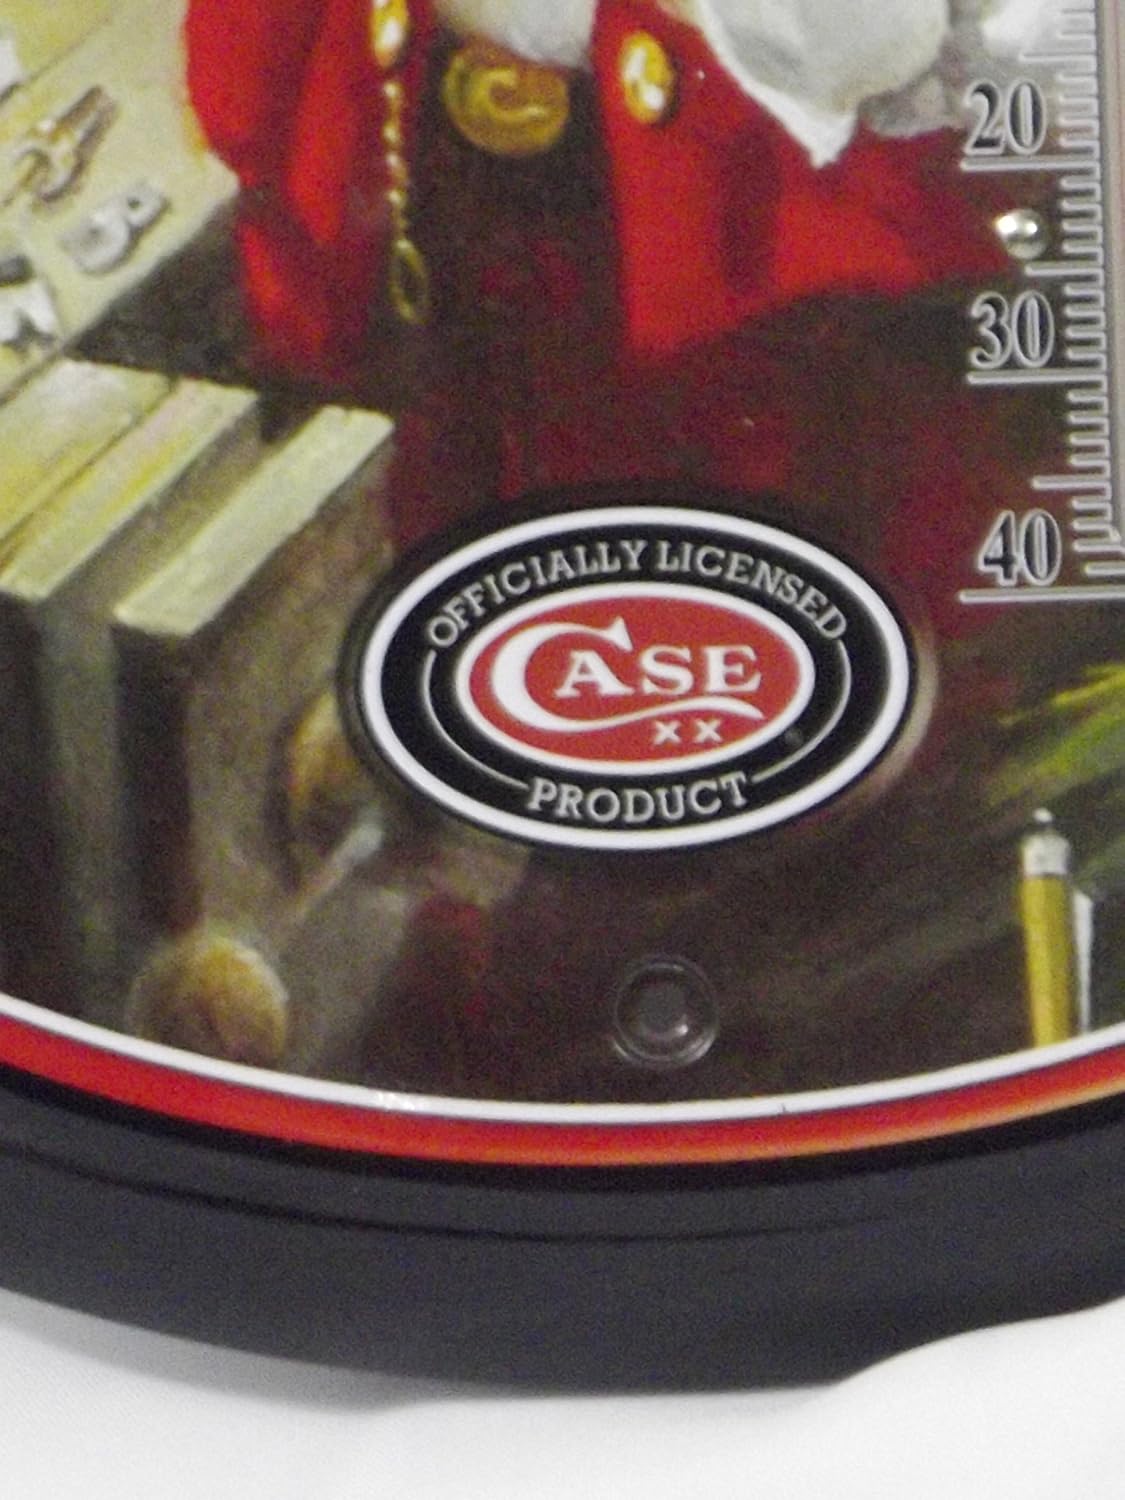 20
30
40
OFFICIALLY LICENSED
CASE
XX
PRODUCT